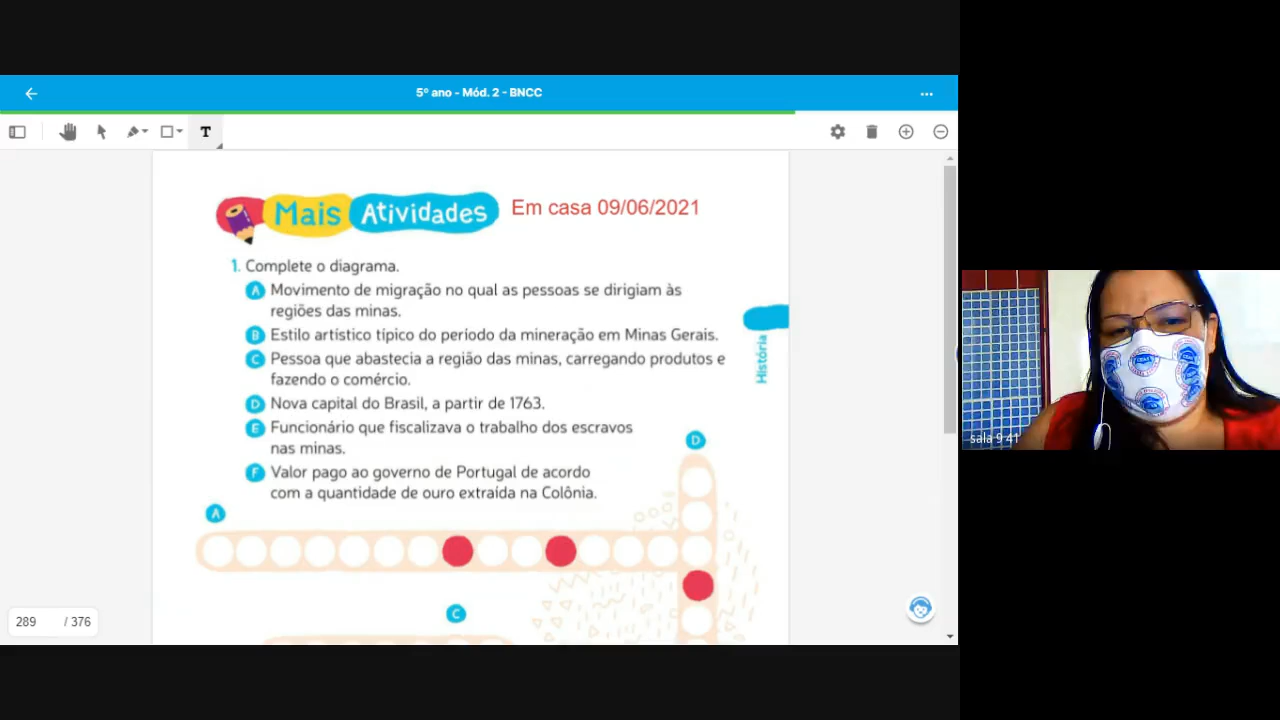 5º ano - Mód. 2 - BNCC
T
Mais Atividades Em casa 09/06/2021
1. Complete o diagrama.
A Movimento de migração no qual as pessoas se dirigiam às
regiões das minas.
B Estilo artístico típico do período da mineração em Minas Gerais.
C Pessoa que abastecia a região das minas, carregando produtos e
fazendo o comércio.
D Nova capital do Brasil, a partir de 1763.
E Funcionário que fiscalizava o trabalho dos escravos
nas minas.
F Valor pago ao governo de Portugal de acordo
com a quantidade de ouro extraída na Colônia.
História
D
A
C
289 / 376
sala 9 41